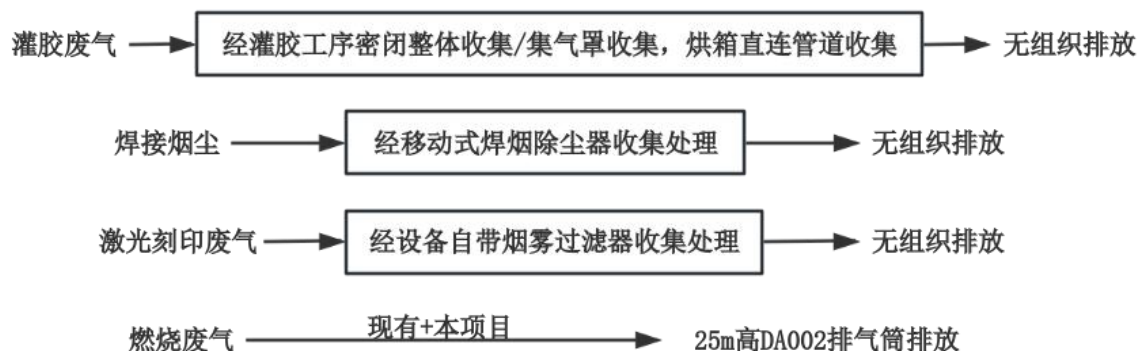 灌胶废气 经灌胶工序密闭整体收集/集气罩收集，烘箱直连管道收集 无组织排放
焊接烟尘 经移动式焊烟除尘器收集处理 无组织排放
激光刻印废气 经设备自带烟雾过滤器收集处理 无组织排放
燃烧废气 现有+本项目 25m高DA002排气筒排放